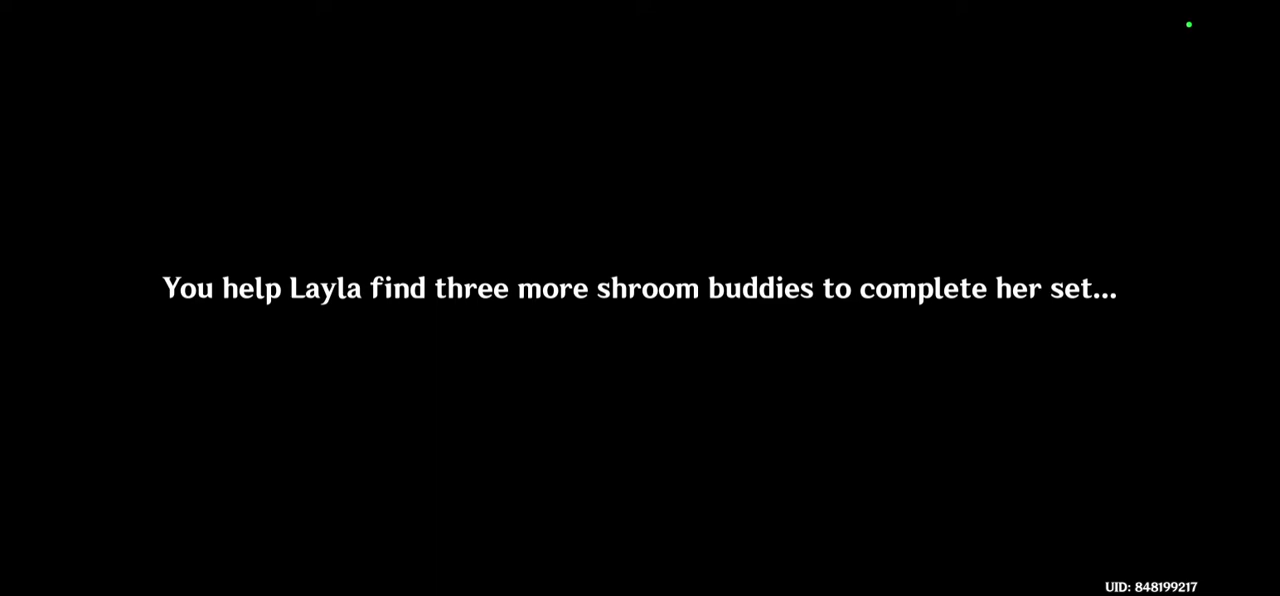 You help Layla find three more shroom buddies to complete her set...
UID: 848199217